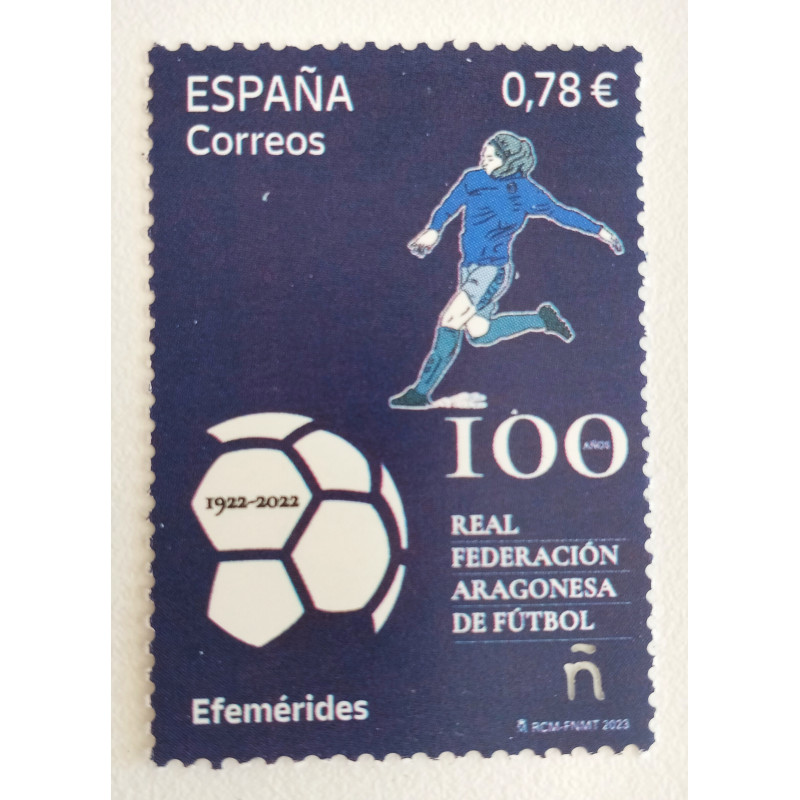 ESPAÑA
0,78 €
Correos
100
AÑOS
1922-2022
REAL
FEDERACIÓN
ARAGONESA
DE FÚTBOL
ñ
Efemérides
RCM-FNMT 2023